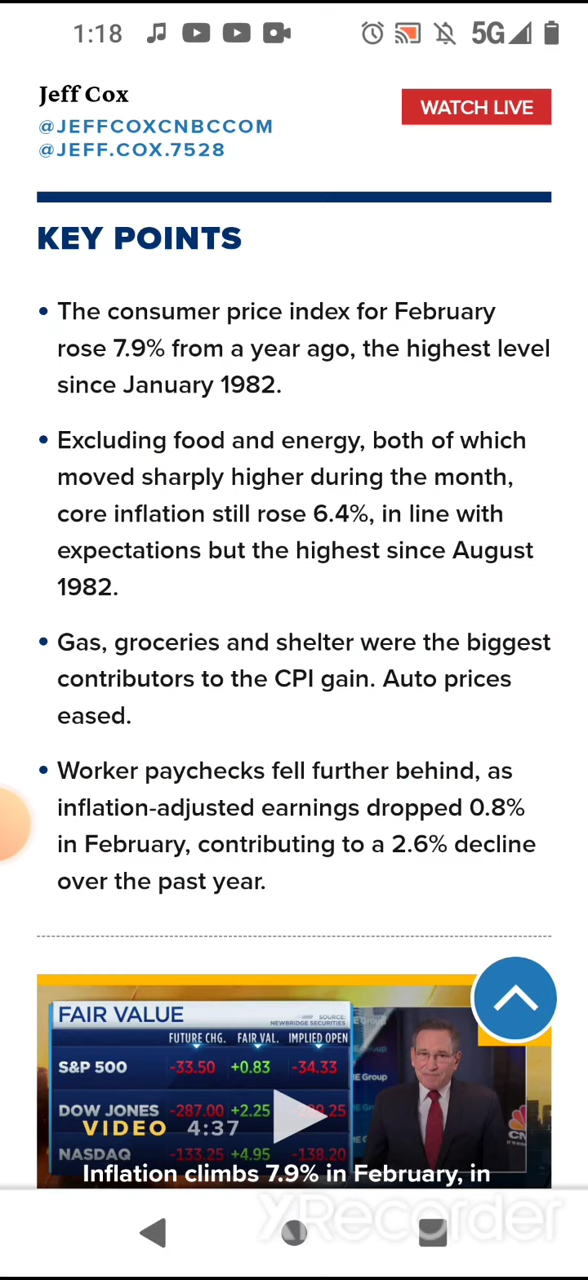 1:18 5G
Jeff Cox
@JEFFCOXCNBCCOM
WATCH LIVE
@JEFF.COX.7528
KEY POINTS
• The consumer price index for February
rose 7.9% from a year ago, the highest level
since January 1982.
• Excluding food and energy, both of which
moved sharply higher during the month,
core inflation still rose 6.4%, in line with
expectations but the highest since August
1982.
• Gas, groceries and shelter were the biggest
contributors to the CPI gain. Auto prices
eased.
• Worker paychecks fell further behind, as
inflation-adjusted earnings dropped 0.8%
in February, contributing to a 2.6% decline
over the past year.
FAIR VALUE
SOURCE:
NEWBRIDGE SECURITIES
FUTURE CHG. FAIR VAL. IMPLIED OPEN
S&P 500 -33.50 +0.83 -34.33
DOW JONES -287.00 +2.25
VIDEO 4:37
NASDAQ -133.25 +4.95 -138.20
Inflation climbs 7.9% in February, in
XRecorder